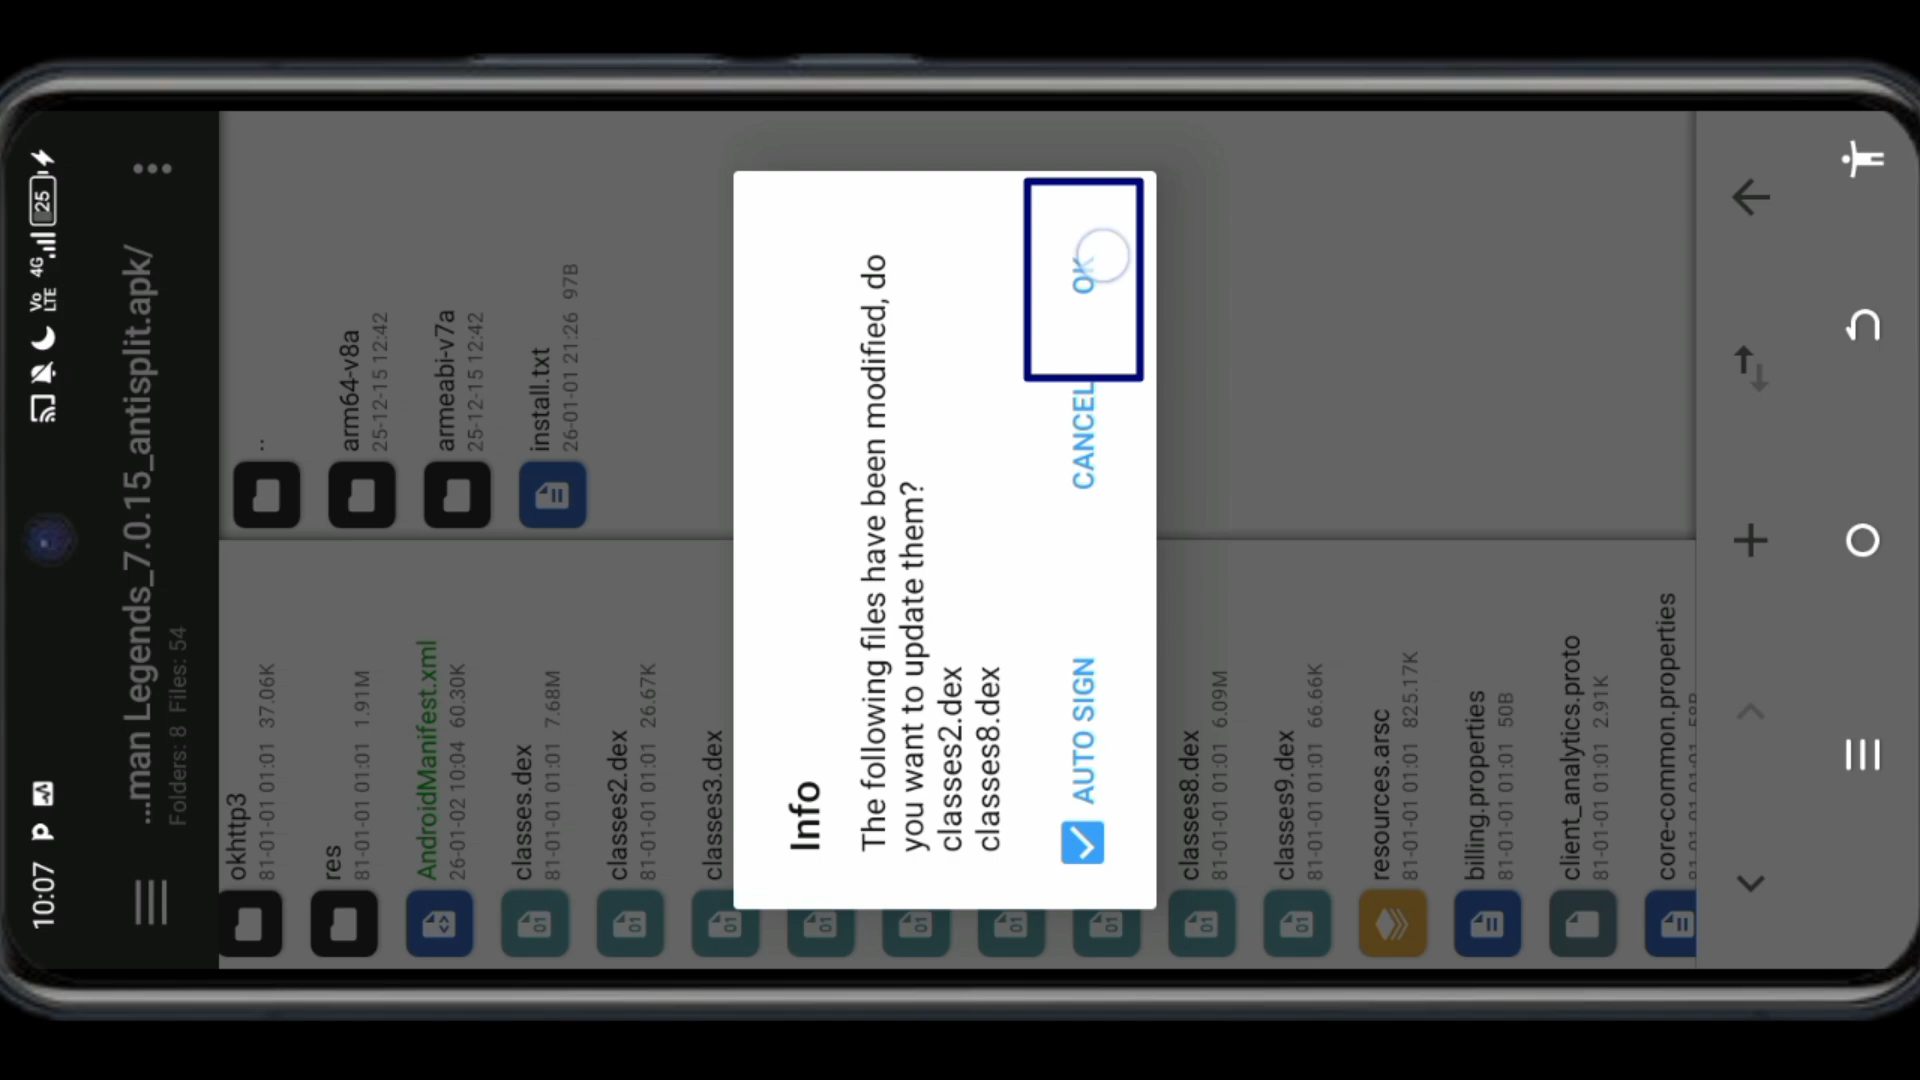 10:07
Vo LTE 4G 25
...man Legends_7.0.15_antisplit.apk/
Folders: 8 Files: 54
okhttp3
81-01-01 01:01 37.06K
res
81-01-01 01:01 1.91M
AndroidManifest.xml
26-01-02 10:04 60.30K
classes.dex
81-01-01 01:01 7.68M
classes2.dex
81-01-01 01:01 26.67K
classes3.dex
classes8.dex
81-01-01 01:01 6.09M
classes9.dex
81-01-01 01:01 66.66K
resources.arsc
81-01-01 01:01 825.17K
billing.properties
81-01-01 01:01 50B
client_analytics.proto
81-01-01 01:01 2.91K
core-common.properties
..
arm64-v8a
25-12-15 12:42
armeabi-v7a
25-12-15 12:42
install.txt
26-01-01 21:26 97B
Info
The following files have been modified, do
you want to update them?
classes2.dex
classes8.dex
AUTO SIGN
CANCEL
OK